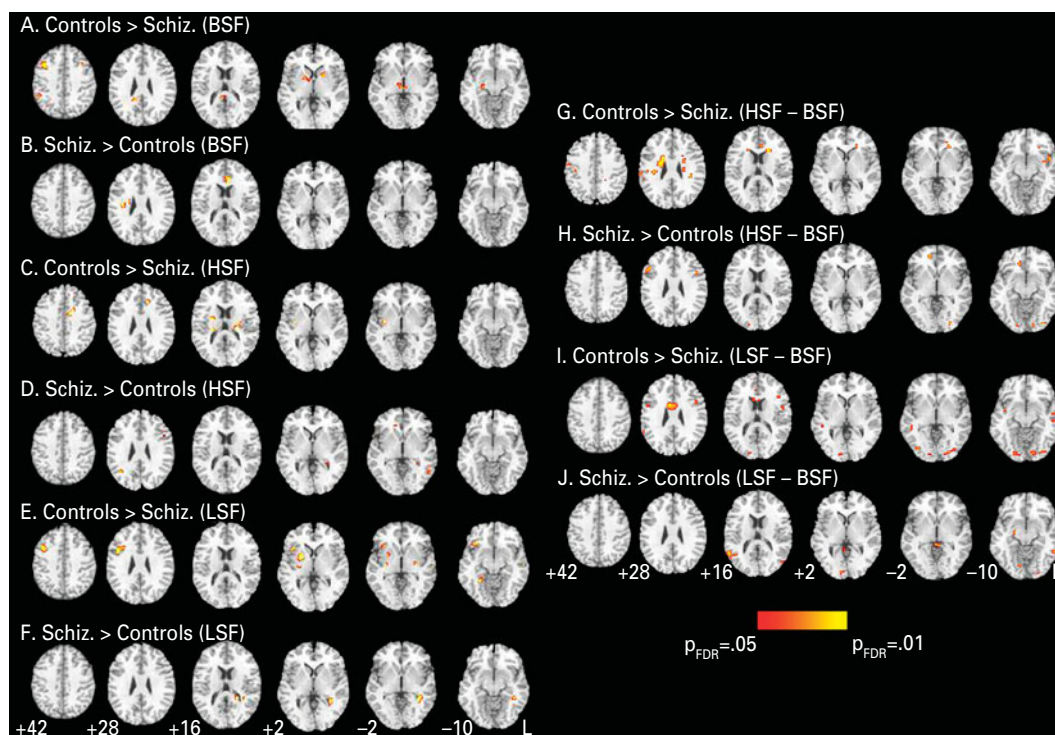 A. Controls > Schiz. (BSF)
B. Schiz. > Controls (BSF)
C. Controls > Schiz. (HSF)
D. Schiz. > Controls (HSF)
E. Controls > Schiz. (LSF)
F. Schiz. > Controls (LSF)
+42 +28 +16 +2 –2 –10 L
G. Controls > Schiz. (HSF – BSF)
H. Schiz. > Controls (HSF – BSF)
I. Controls > Schiz. (LSF – BSF)
J. Schiz. > Controls (LSF – BSF)
+42 +28 +16 +2 –2 –10
pFDR=.05 pFDR=.01